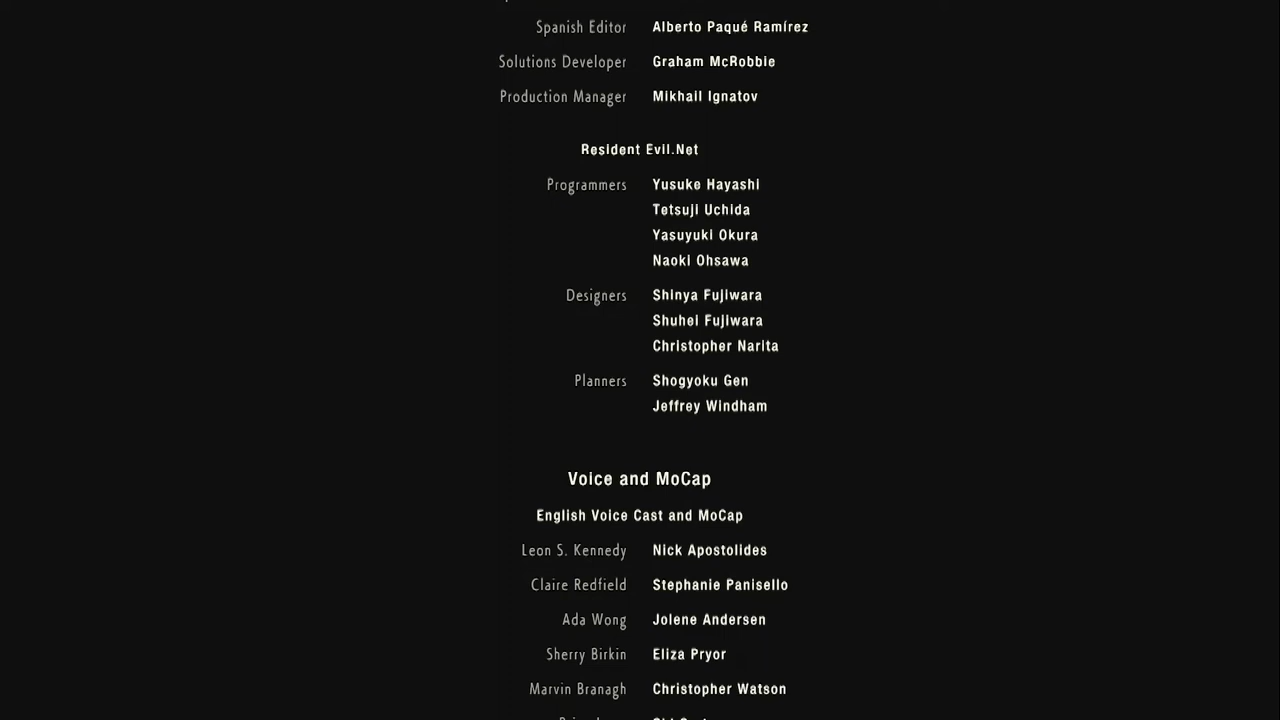 Spanish Editor Alberto Paqué Ramírez
Solutions Developer Graham McRobbie
Production Manager Mikhail Ignatov
Resident Evil.Net
Programmers Yusuke Hayashi
Tetsuji Uchida
Yasuyuki Okura
Naoki Ohsawa
Designers Shinya Fujiwara
Shuhei Fujiwara
Christopher Narita
Planners Shogyoku Gen
Jeffrey Windham
Voice and MoCap
English Voice Cast and MoCap
Leon S. Kennedy Nick Apostolides
Claire Redfield Stephanie Panisello
Ada Wong Jolene Andersen
Sherry Birkin Eliza Pryor
Marvin Branagh Christopher Watson